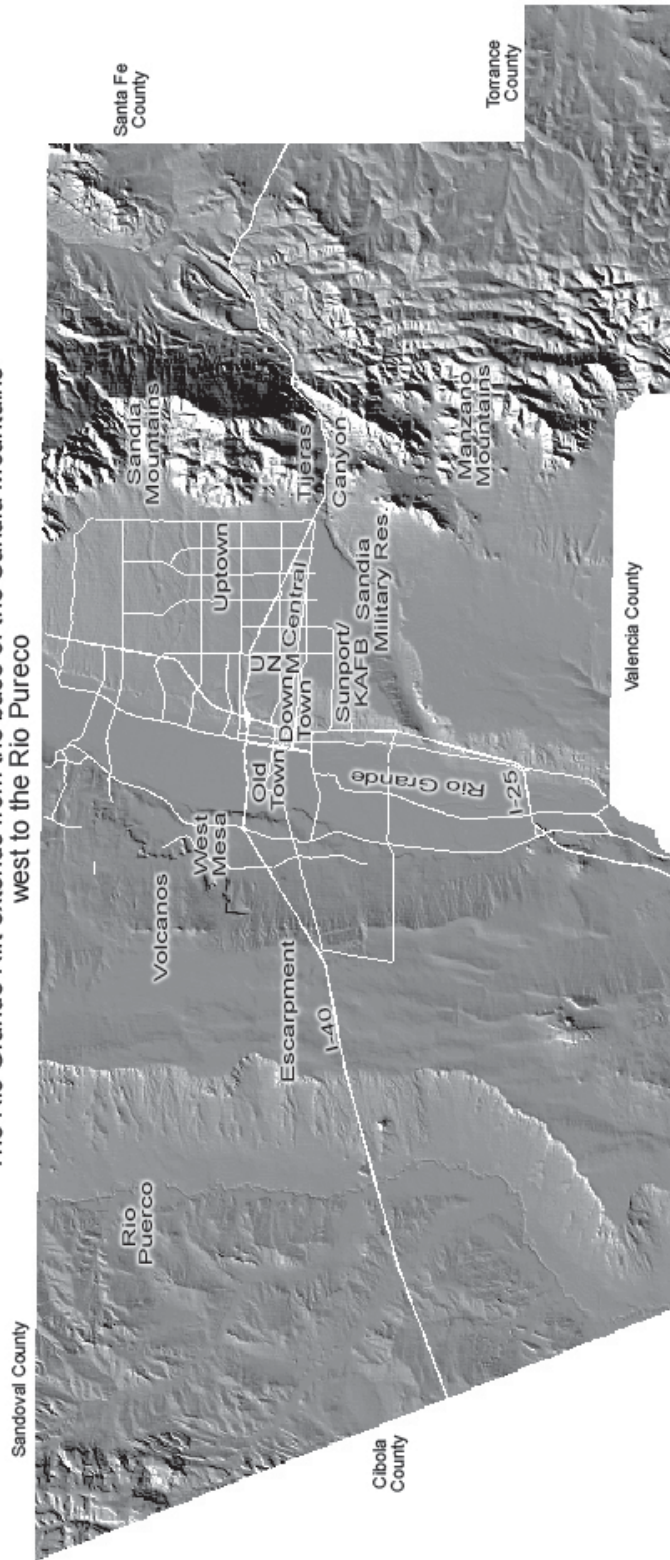 west to the Rio Pureco
Sandoval County
Santa Fe
County
Torrance
County
Cibola
County
Valencia County
Rio
Puerco
Volcanos
West
Mesa
Escarpment
I-40
Old
Town
Down
Town
UNM
Central
Uptown
Sandia
Mountains
Tijeras
Canyon
Manzano
Mountains
Sunport/
KAFB
Sandia
Military Res.
Rio Grande
I-25